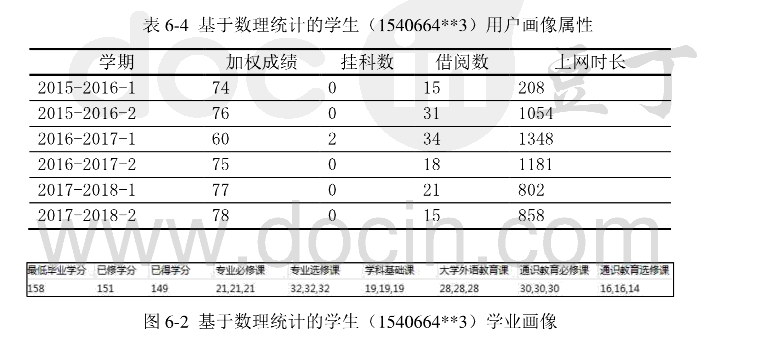 表 6-4 基于数理统计的学生（1540664**3）用户画像属性
学期 加权成绩 挂科数 借阅数 上网时长
2015-2016-1 74 0 15 208
2015-2016-2 76 0 31 1054
2016-2017-1 60 2 34 1348
2016-2017-2 75 0 18 1181
2017-2018-1 77 0 21 802
2017-2018-2 78 0 15 858
最低毕业学分 已修学分 已得学分 专业必修课 专业选修课 学科基础课 大学外语教育课 通识教育必修课 通识教育选修课
158 151 149 21,21,21 32,32,32 19,19,19 28,28,28 30,30,30 16,16,14
图 6-2 基于数理统计的学生（1540664**3）学业画像
docin 豆丁
www.docin.com